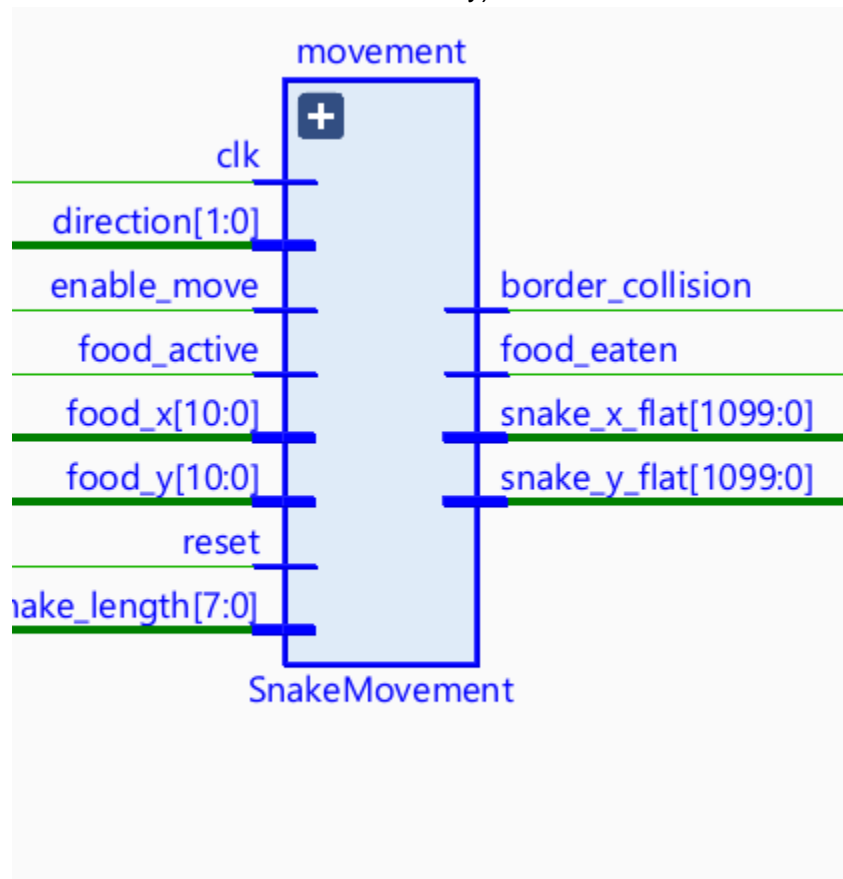 movement
clk
direction[1:0]
enable_move
border_collision
food_active
food_eaten
food_x[10:0]
snake_x_flat[1099:0]
food_y[10:0]
snake_y_flat[1099:0]
reset
SnakeMovement